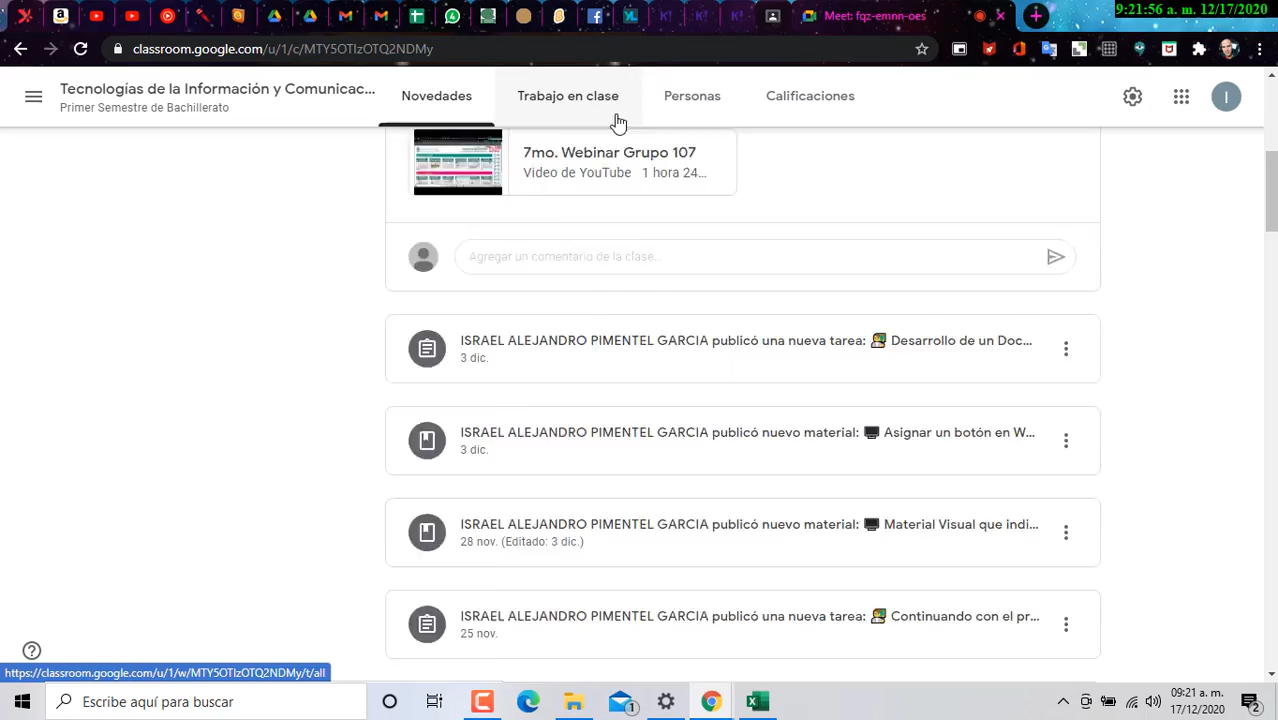 Meet: fqz-emnn-oes
9:21:56 a. m. 12/17/2020
classroom.google.com/u/1/c/MTY5OTIzOTQ2NDMy
Tecnologías de la Información y Comunicac...
Primer Semestre de Bachillerato
Novedades
Trabajo en clase
Personas
Calificaciones
I
7mo. Webinar Grupo 107
Video de YouTube 1 hora 24...
Agregar un comentario de la clase...
ISRAEL ALEJANDRO PIMENTEL GARCIA publicó una nueva tarea: Desarrollo de un Doc...
3 dic.
ISRAEL ALEJANDRO PIMENTEL GARCIA publicó nuevo material: Asignar un botón en W...
3 dic.
ISRAEL ALEJANDRO PIMENTEL GARCIA publicó nuevo material: Material Visual que indi...
28 nov. (Editado: 3 dic.)
ISRAEL ALEJANDRO PIMENTEL GARCIA publicó una nueva tarea: Continuando con el pr...
25 nov.
https://classroom.google.com/u/1/w/MTY5OTIzOTQ2NDMy/t/all
Escribe aquí para buscar
1
09:21 a. m.
17/12/2020
2